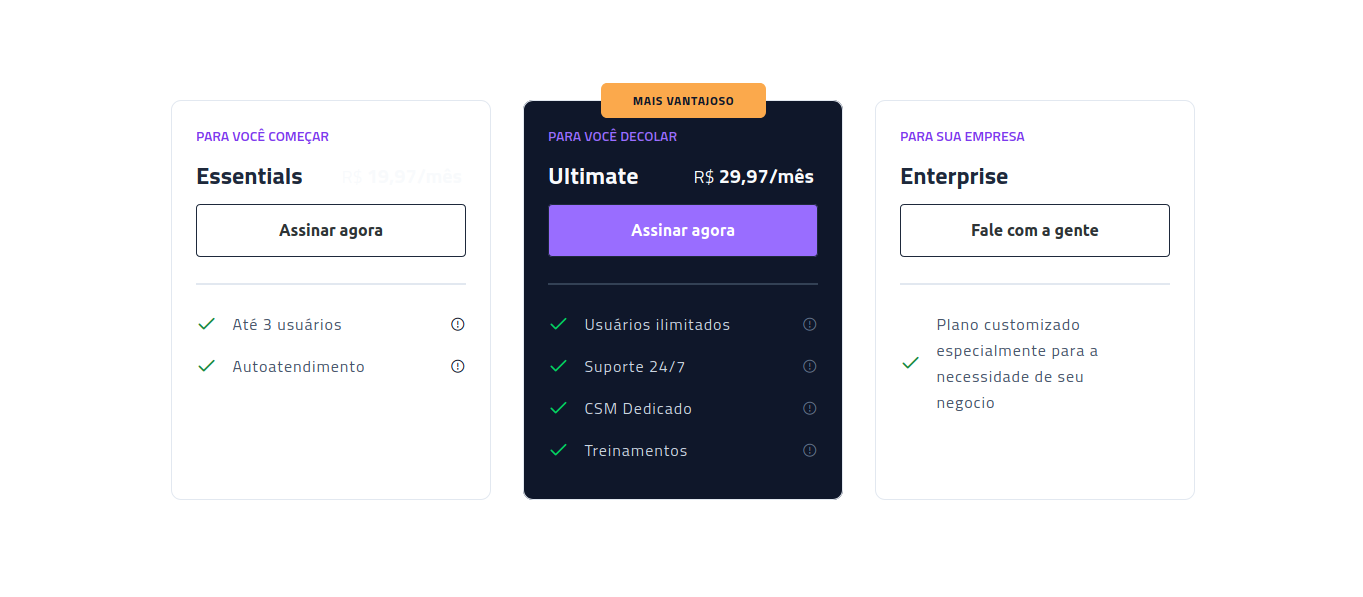 PARA VOCÊ COMEÇAR
Essentials R$ 19,97/mês
Assinar agora
Até 3 usuários
Autoatendimento
MAIS VANTAJOSO
PARA VOCÊ DECOLAR
Ultimate R$ 29,97/mês
Assinar agora
Usuários ilimitados
Suporte 24/7
CSM Dedicado
Treinamentos
PARA SUA EMPRESA
Enterprise
Fale com a gente
Plano customizado
especialmente para a
necessidade de seu
negocio